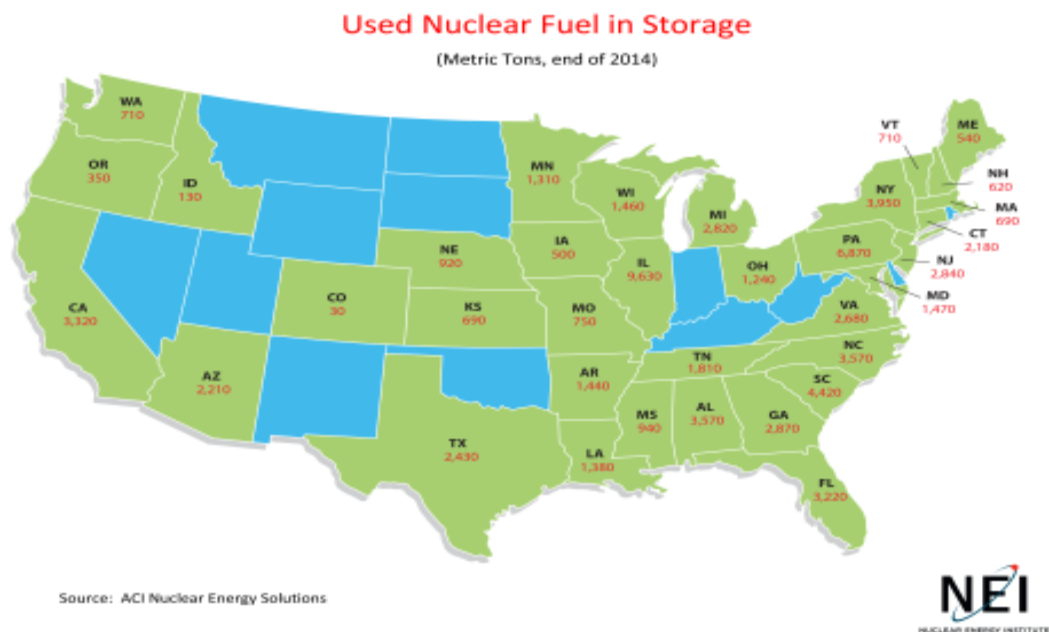 Used Nuclear Fuel in Storage
(Metric Tons, end of 2014)
WA
710
OR
350
ID
130
MN
1,310
WI
1,460
MI
2,820
VT
710
ME
540
NH
620
MA
690
NY
3,950
CT
2,180
PA
6,870
NJ
2,840
MD
1,470
NE
920
IA
500
IL
9,630
OH
1,240
CA
3,320
CO
30
KS
690
MO
750
VA
2,680
NC
3,570
TN
1,810
SC
4,420
AZ
2,210
AR
1,440
MS
940
AL
3,570
GA
2,870
TX
2,430
LA
1,380
FL
3,220
Source: ACI Nuclear Energy Solutions
NEI
NUCLEAR ENERGY INSTITUTE